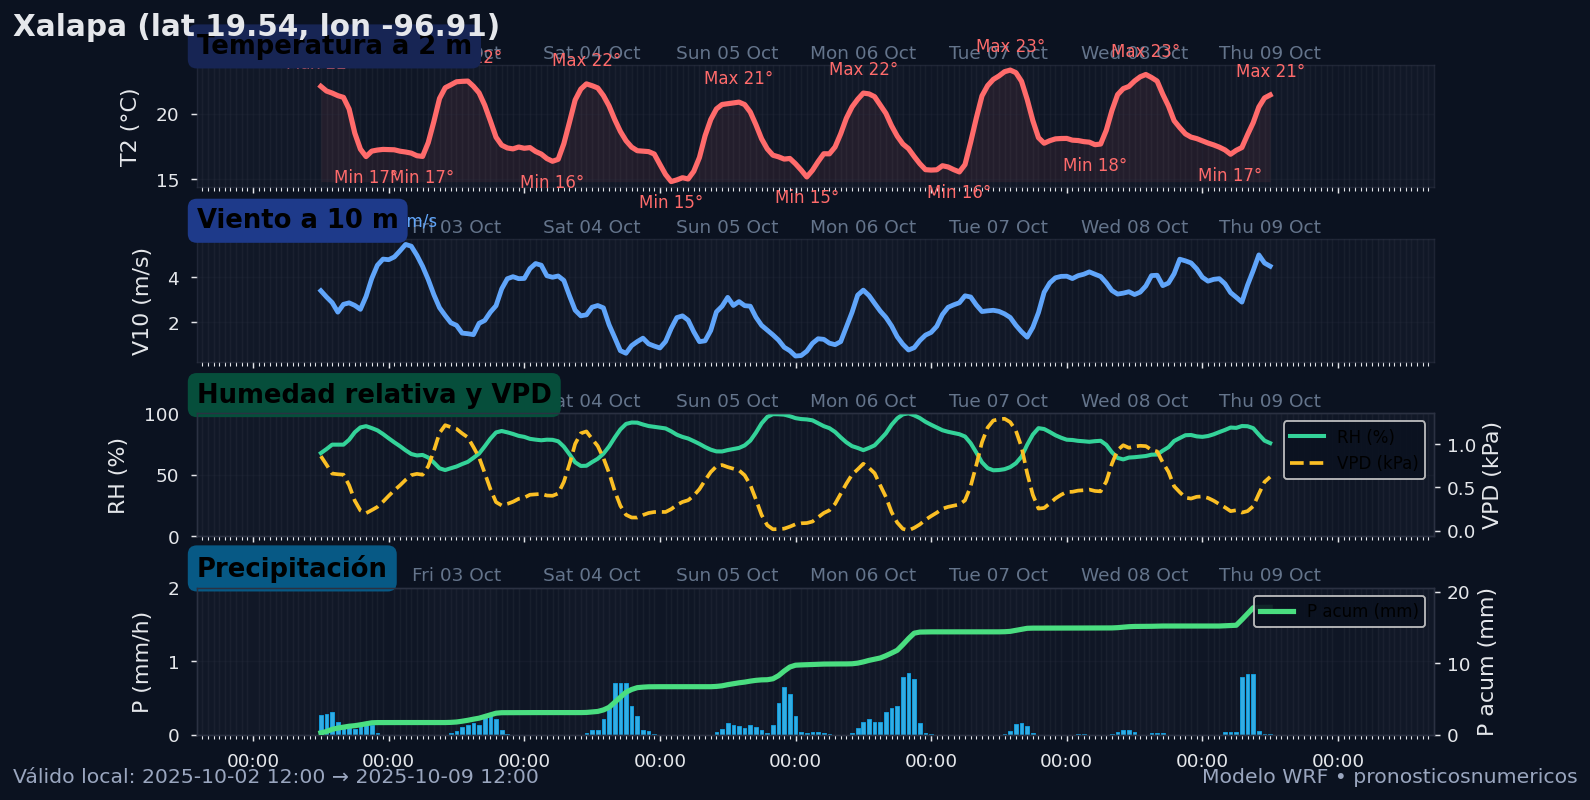 Xalapa (lat 19.54, lon -96.91)
Temperatura a 2 m
Sat 04 Oct Sun 05 Oct Mon 06 Oct Tue 07 Oct Wed 08 Oct Thu 09 Oct
Max 22° Max 21° Max 22° Max 23° Max 23° Max 21°
T2 (°C)
20
15
Min 17° Min 17° Min 16° Min 15° Min 15° Min 16° Min 18° Min 17°
Viento a 10 m
m/s
Fri 03 Oct Sat 04 Oct Sun 05 Oct Mon 06 Oct Tue 07 Oct Wed 08 Oct Thu 09 Oct
V10 (m/s)
4
2
Humedad relativa y VPD
Sat 04 Oct Sun 05 Oct Mon 06 Oct Tue 07 Oct Wed 08 Oct Thu 09 Oct
RH (%)
100
50
0
RH (%)
VPD (kPa)
1.0
0.5
0.0
VPD (kPa)
Precipitación
Fri 03 Oct Sat 04 Oct Sun 05 Oct Mon 06 Oct Tue 07 Oct Wed 08 Oct Thu 09 Oct
P (mm/h)
2
1
0
P acum (mm)
20
10
0
P acum (mm)
00:00 00:00 00:00 00:00 00:00 00:00 00:00 00:00 00:00
Válido local: 2025-10-02 12:00 → 2025-10-09 12:00
Modelo WRF • pronosticosnumericos